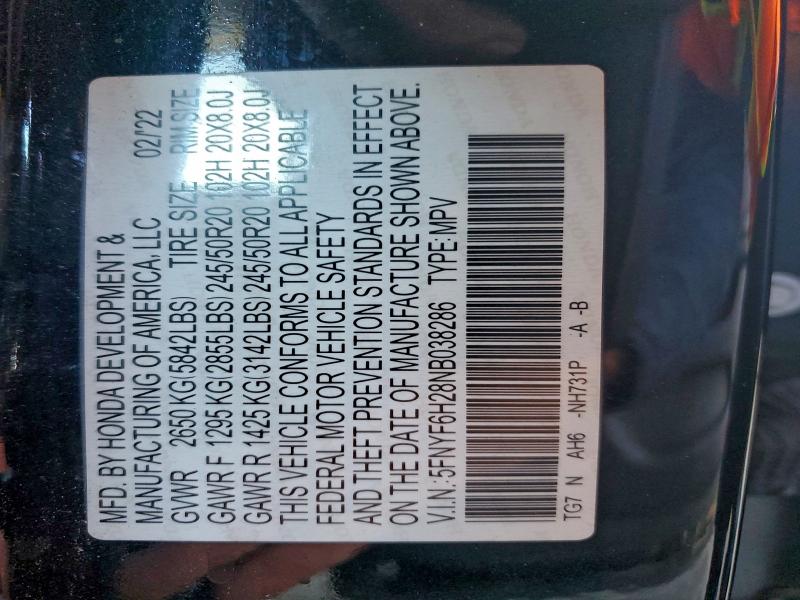 MFD. BY HONDA DEVELOPMENT &
MANUFACTURING OF AMERICA, LLC 02/'22
GVWR 2650 KG(5842LBS) TIRE SIZE RIM SIZE
GAWR F 1295 KG(2855LBS) 245/50R20 102H 20X8.0J
GAWR R 1425 KG(3142LBS) 245/50R20 102H 20X8.0J
THIS VEHICLE CONFORMS TO ALL APPLICABLE
FEDERAL MOTOR VEHICLE SAFETY
AND THEFT PREVENTION STANDARDS IN EFFECT
ON THE DATE OF MANUFACTURE SHOWN ABOVE.
V.I.N.:5FNYF6H28NB038286 TYPE:MPV
TG7 N AH6 -NH731P -A -B